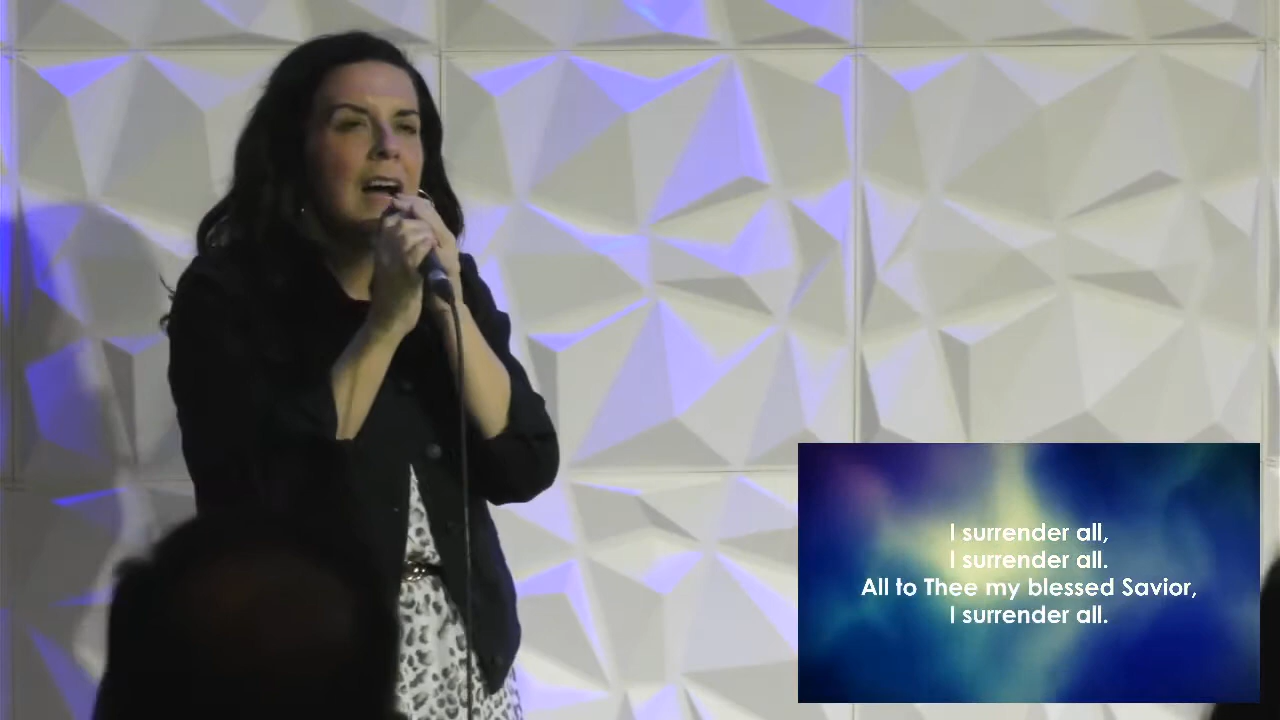 I surrender all,
I surrender all.
All to Thee my blessed Savior,
I surrender all.